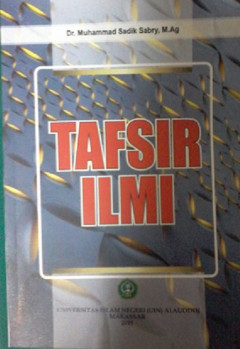 Dr. Muhammad Sadik Sabry, M.Ag
TAFSIR
ILMI
UNIVERSITAS ISLAM NEGERI (UIN) ALAUDDIN
MAKASSAR